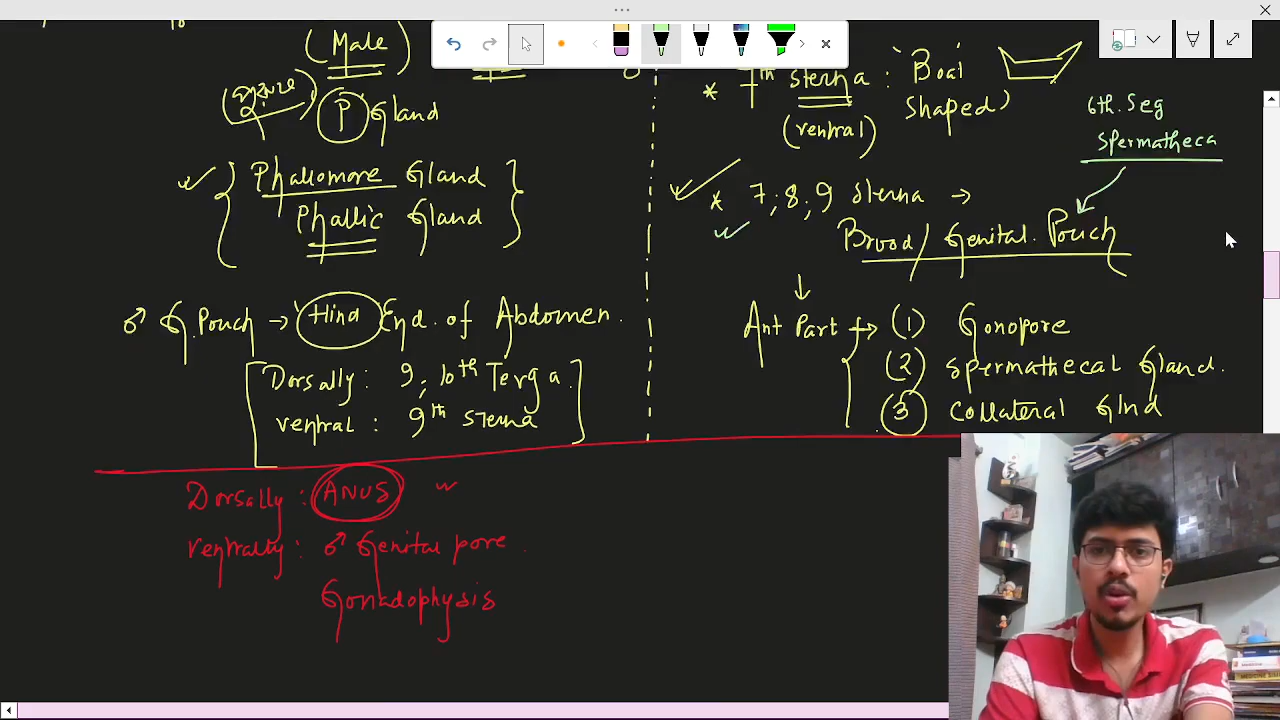 (Male)
(P) Gland
{ Phallomore Gland
Phallic Gland }
♂ G. Pouch → Hind End of Abdomen.
[ Dorsally: 9, 10th Terga.
ventral: 9th sterna ]
Dorsally: ANUS
ventrally: ♂ Genital pore
Gonadophysis
* 7th sterna: 'Boat
shaped)
(ventral)
6th. Seg
Spermatheca
* 7, 8, 9 sterna →
Brood/ Genital. Pouch
Ant Part → (1) Gonopore
(2) Spermathecal Gland.
(3) Collateral Glnd